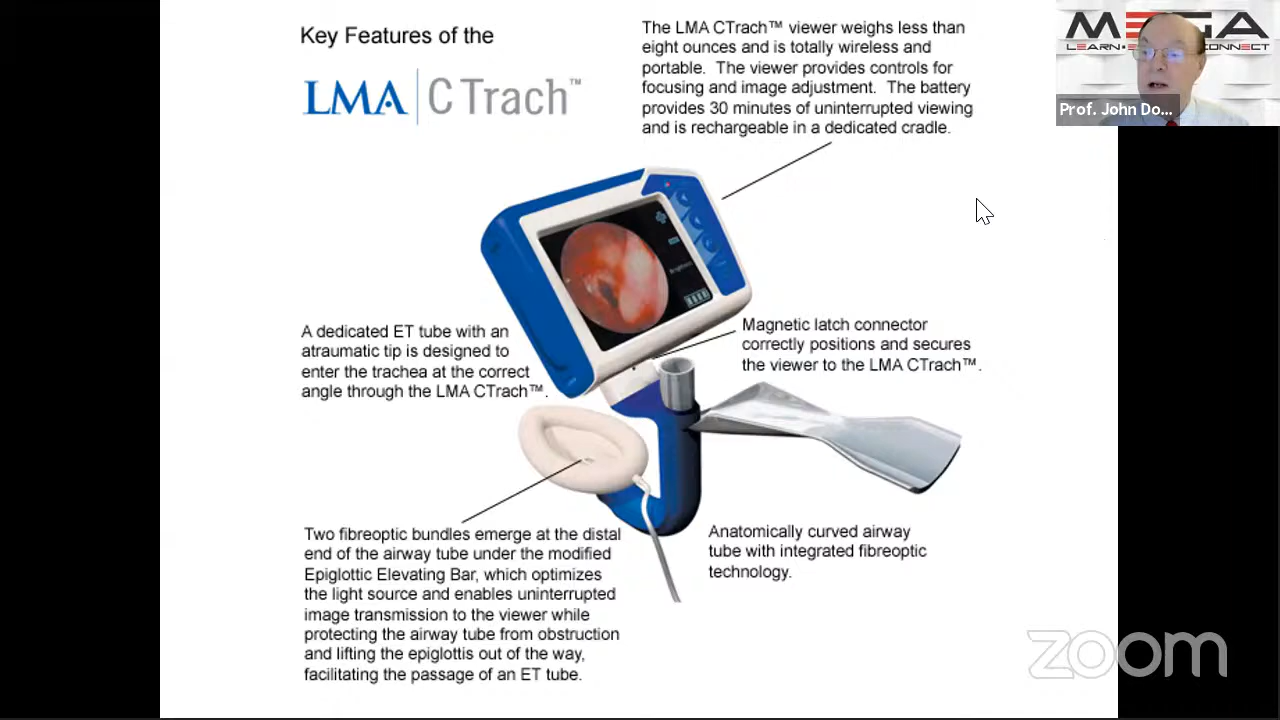 Key Features of the
LMA | CTrach™
The LMA CTrach™ viewer weighs less than
eight ounces and is totally wireless and
portable. The viewer provides controls for
focusing and image adjustment. The battery
provides 30 minutes of uninterrupted viewing
and is rechargeable in a dedicated cradle.
MEGA
Prof. John Do...
A dedicated ET tube with an
atraumatic tip is designed to
enter the trachea at the correct
angle through the LMA CTrach™.
Magnetic latch connector
correctly positions and secures
the viewer to the LMA CTrach™.
Brightness
Two fibreoptic bundles emerge at the distal
end of the airway tube under the modified
Epiglottic Elevating Bar, which optimizes
the light source and enables uninterrupted
image transmission to the viewer while
protecting the airway tube from obstruction
and lifting the epiglottis out of the way,
facilitating the passage of an ET tube.
Anatomically curved airway
tube with integrated fibreoptic
technology.
zoom